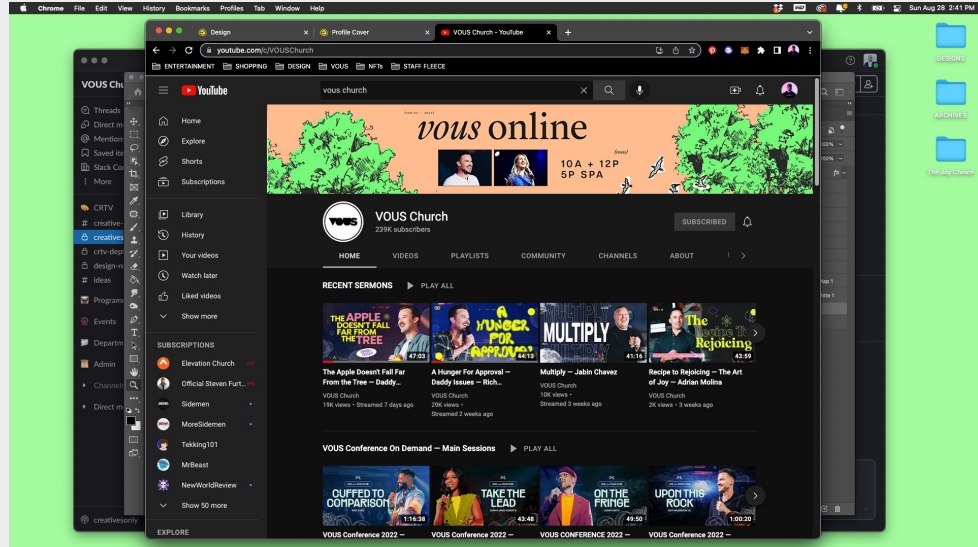 Chrome File Edit View History Bookmarks Profiles Tab Window Help
Sun Aug 28 2:41 PM
Design
Profile Cover
VOUS Church - YouTube
youtube.com/c/VOUSChurch
ENTERTAINMENT SHOPPING DESIGN VOUS NFTs STAFF FLEECE
DESIGNS
ARCHIVES
The Joy Choice
Threads
Saved
More
CRTV
# creative-
creatives
# ideas
Events
Admin
creativesonly
YouTube
vous church
Home
Explore
Shorts
Subscriptions
Library
History
Your videos
Watch later
Liked videos
Show more
SUBSCRIPTIONS
Elevation Church
Official Steven Furt...
Sidemen
MoreSidemen
Tekking101
MrBeast
NewWorldReview
Show 50 more
EXPLORE
vous online
10A + 12P
5P SPA
VOUS
VOUS Church
239K subscribers
SUBSCRIBED
HOME VIDEOS PLAYLISTS COMMUNITY CHANNELS ABOUT
RECENT SERMONS PLAY ALL
THE APPLE
DOESN'T FALL
FAR FROM
THE TREE
47:03
A
HUNGER
FOR
APPROVAL
44:13
MULTIPLY
41:16
The
Recipe To
Rejoicing
43:59
The Apple Doesn't Fall Far
From the Tree — Daddy...
VOUS Church
19K views • Streamed 7 days ago
A Hunger For Approval —
Daddy Issues — Rich...
VOUS Church
29K views •
Streamed 2 weeks ago
Multiply — Jabin Chavez
VOUS Church
10K views •
Streamed 3 weeks ago
Recipe to Rejoicing — The Art
of Joy — Adrian Molina
VOUS Church
2K views • 3 weeks ago
VOUS Conference On Demand — Main Sessions PLAY ALL
CUFFED TO
COMPARISON
1:16:38
TAKE THE
LEAD
43:48
ON THE
FRINGE
49:50
UPON THIS
ROCK
1:00:20
VOUS Conference 2022 —
VOUS Conference 2022 —
VOUS CONFERENCE 2022 —
VOUS Conference 2022 —